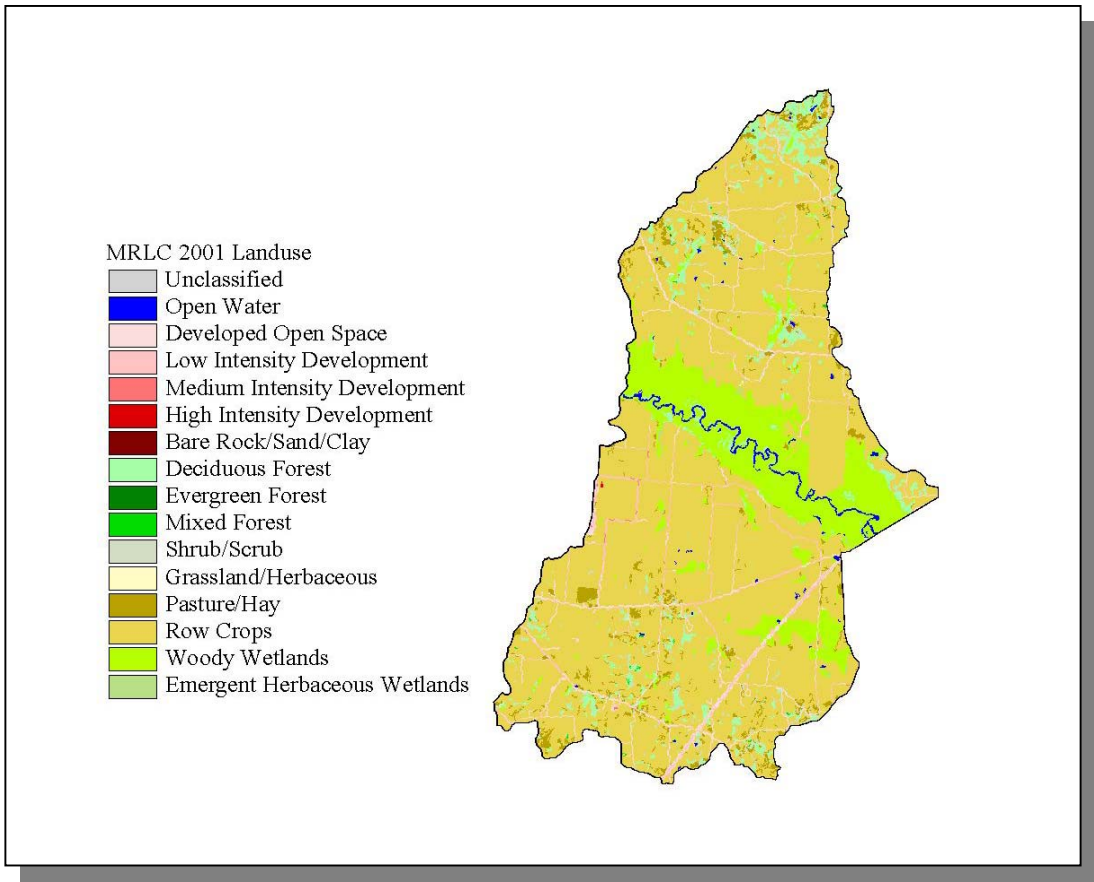 MRLC 2001 Landuse
Unclassified
Open Water
Developed Open Space
Low Intensity Development
Medium Intensity Development
High Intensity Development
Bare Rock/Sand/Clay
Deciduous Forest
Evergreen Forest
Mixed Forest
Shrub/Scrub
Grassland/Herbaceous
Pasture/Hay
Row Crops
Woody Wetlands
Emergent Herbaceous Wetlands